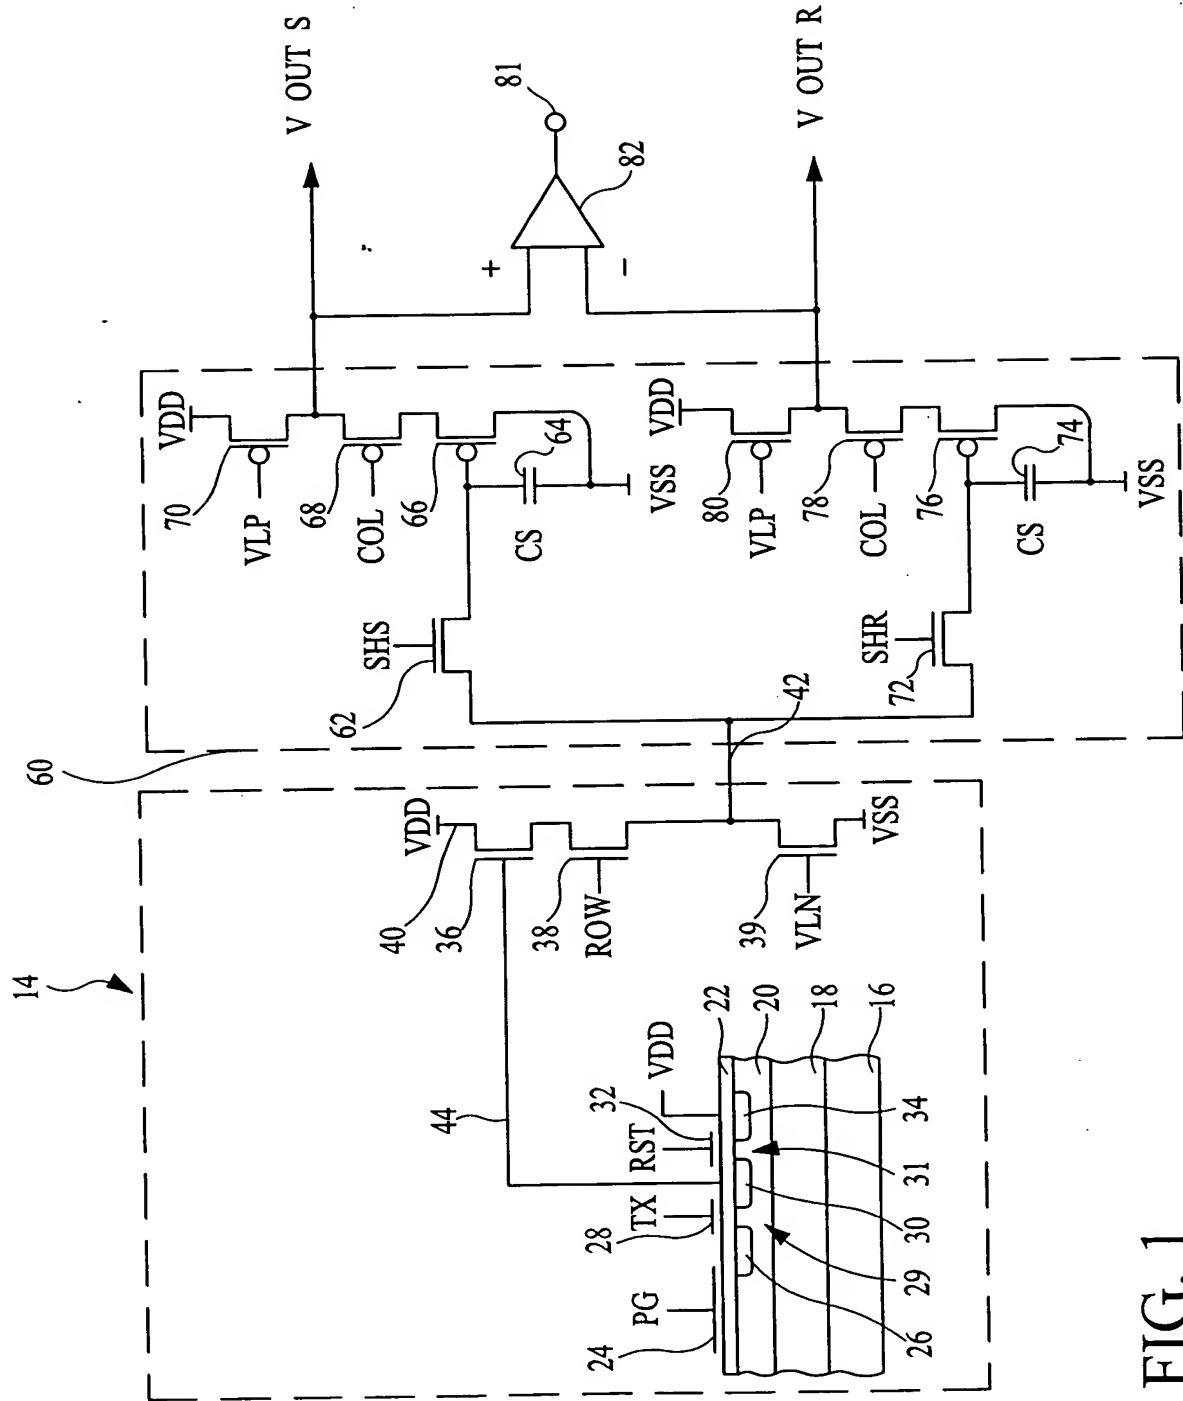 14
60
VDD
40
36
38
ROW
39
VLN
VSS
44
42
VDD
32
RST
TX
28
PG
24
22
20
18
16
34
31
30
29
26
SHS
62
VDD
70
VLP
68
COL
66
64
CS
VSS
SHR
72
VDD
80
VLP
78
COL
76
74
CS
VSS
V OUT S
81
82
+
−
V OUT R
FIG. 1